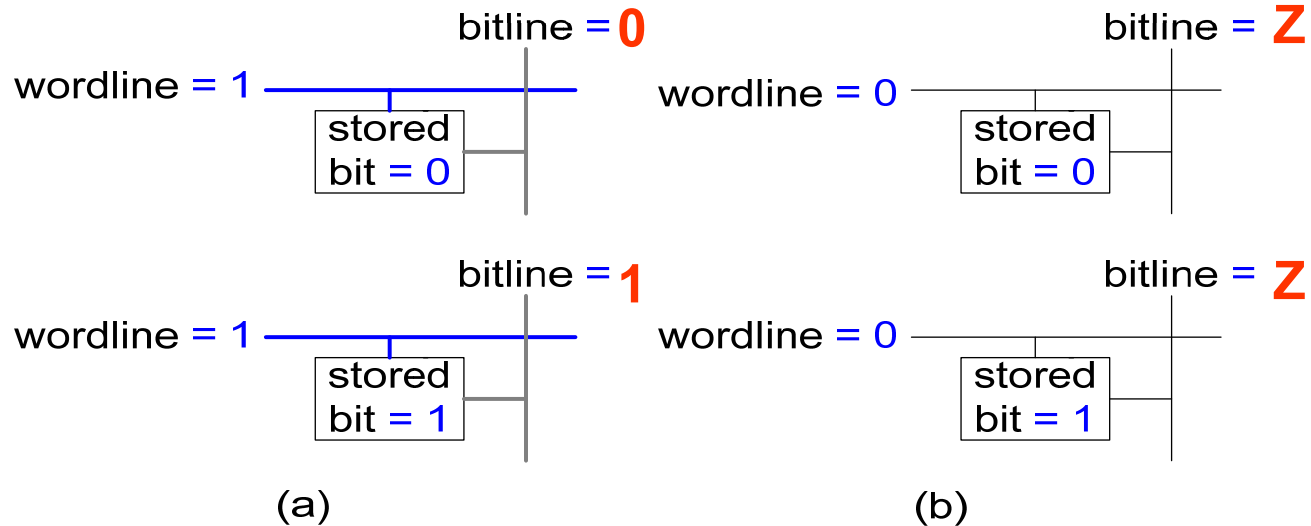 bitline = 0
wordline = 1
stored
bit = 0
bitline = 1
wordline = 1
stored
bit = 1
(a)
bitline = Z
wordline = 0
stored
bit = 0
bitline = Z
wordline = 0
stored
bit = 1
(b)